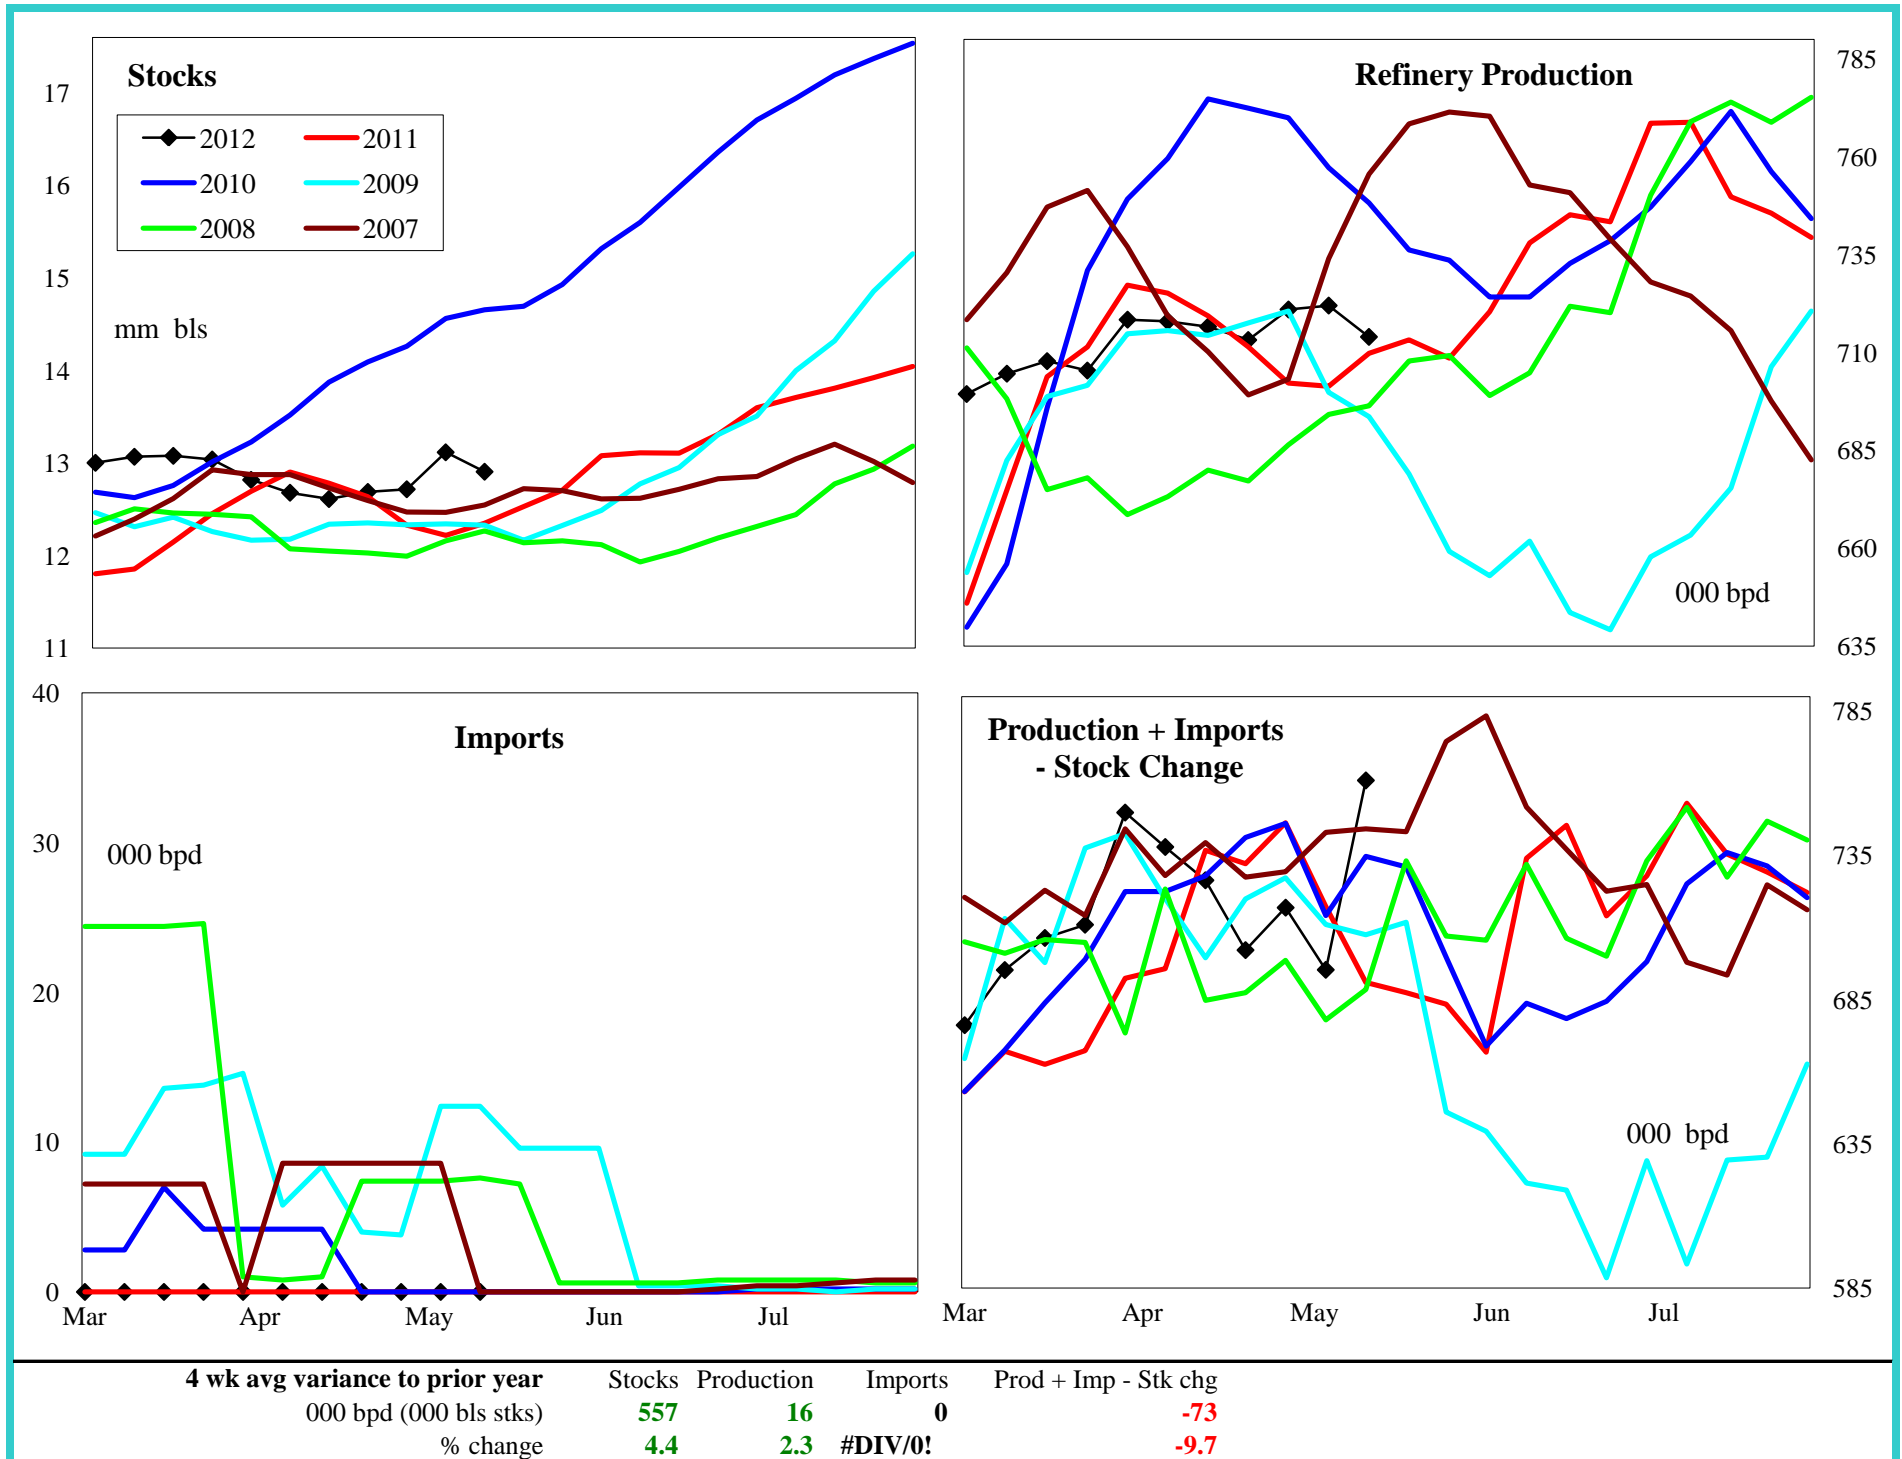 Stocks
17
16
15
14
13
12
11
2012
2011
2010
2009
2008
2007
mm bls
Refinery Production
785
760
735
710
685
660
635
000 bpd
Imports
40
30
20
10
0
000 bpd
Mar Apr May Jun Jul
Production + Imports
- Stock Change
785
735
685
635
585
000 bpd
Mar Apr May Jun Jul
4 wk avg variance to prior year Stocks Production Imports Prod + Imp - Stk chg
000 bpd (000 bls stks) 557 16 0 -73
% change 4.4 2.3 #DIV/0! -9.7